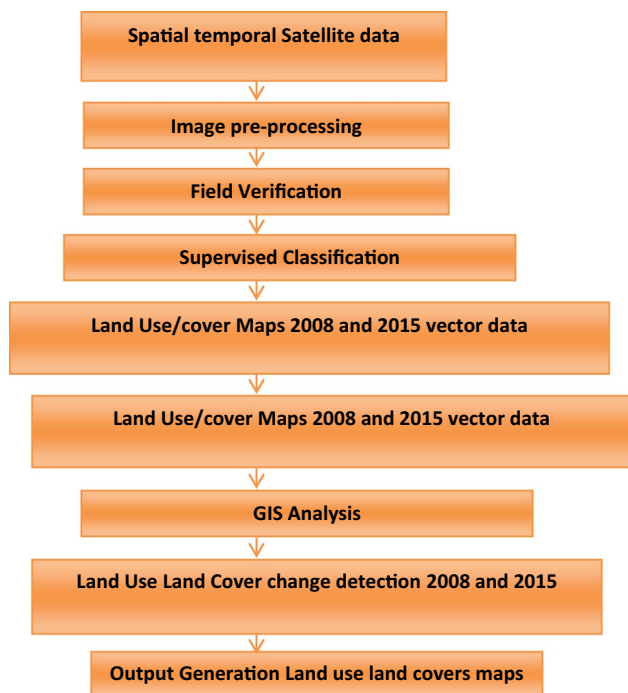 Spatial temporal Satellite data
Image pre-processing
Field Verification
Supervised Classification
Land Use/cover Maps 2008 and 2015 vector data
Land Use/cover Maps 2008 and 2015 vector data
GIS Analysis
Land Use Land Cover change detection 2008 and 2015
Output Generation Land use land covers maps